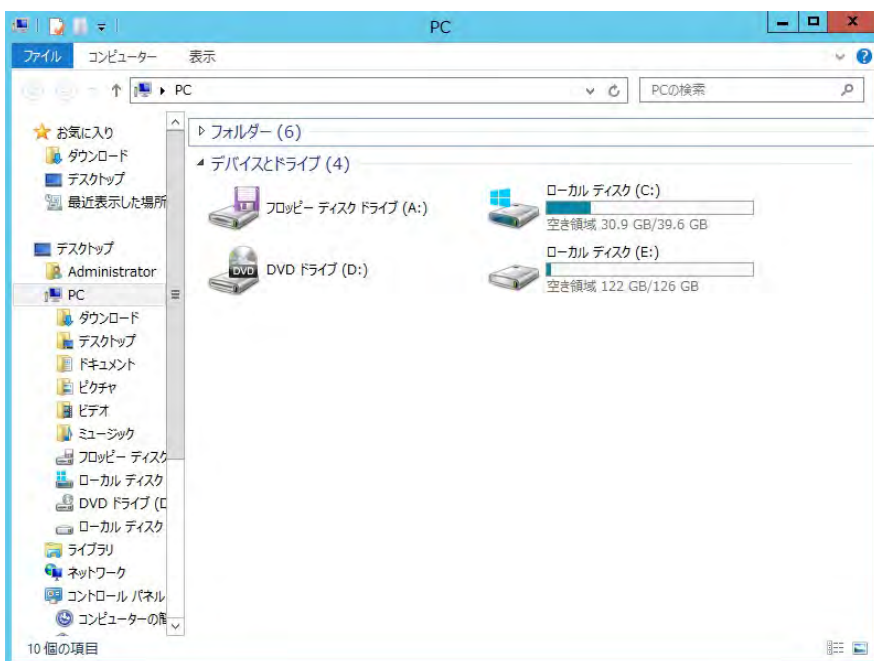 PC
ファイル コンピューター 表示
PC
PCの検索
お気に入り
ダウンロード
デスクトップ
最近表示した場所
デスクトップ
Administrator
PC
ダウンロード
デスクトップ
ドキュメント
ピクチャ
ビデオ
ミュージック
フロッピー ディスク
ローカル ディスク
DVD ドライブ (D
ローカル ディスク
ライブラリ
ネットワーク
コントロール パネル
コンピューターの簡
フォルダー (6)
デバイスとドライブ (4)
フロッピー ディスク ドライブ (A:)
ローカル ディスク (C:)
空き領域 30.9 GB/39.6 GB
DVD
DVD ドライブ (D:)
ローカル ディスク (E:)
空き領域 122 GB/126 GB
10 個の項目